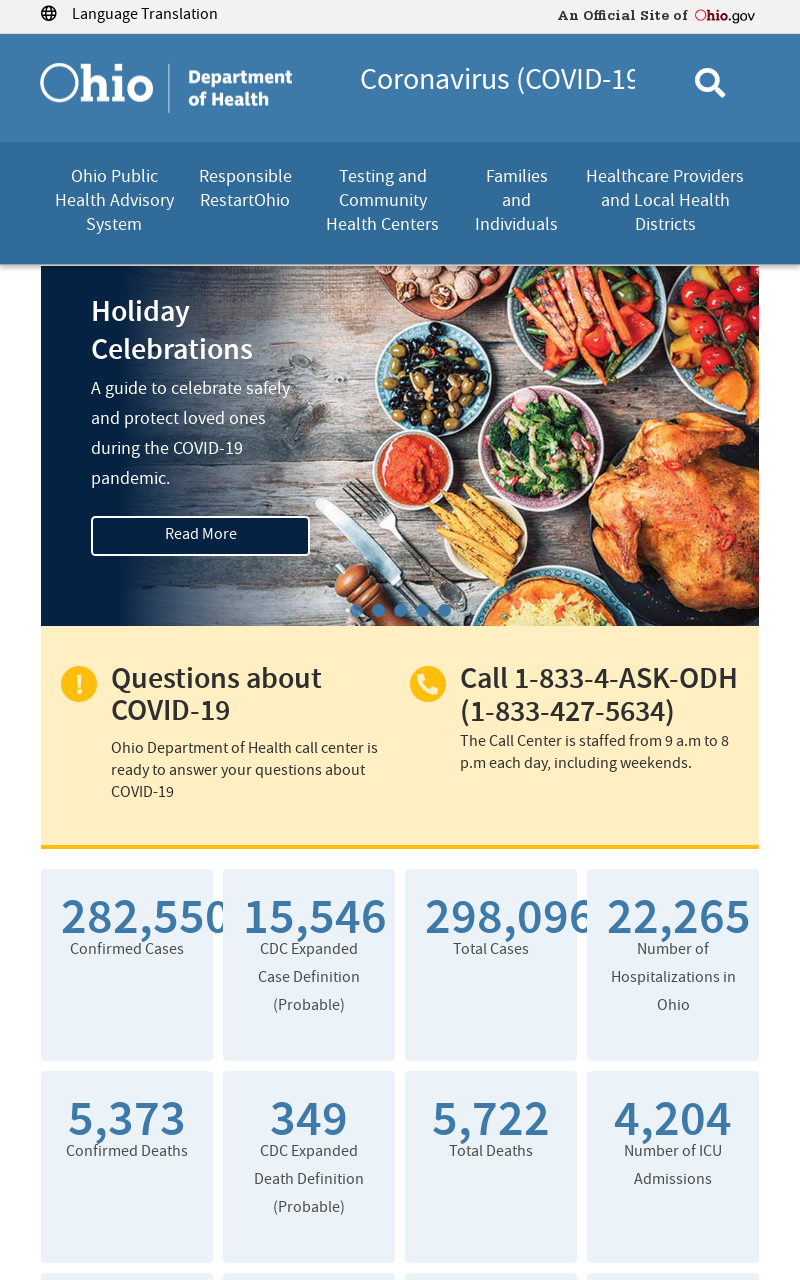 Language Translation
An Official Site of Ohio.gov
Ohio
Department
of Health
Coronavirus (COVID-19
Ohio Public
Health Advisory
System
Responsible
RestartOhio
Testing and
Community
Health Centers
Families
and
Individuals
Healthcare Providers
and Local Health
Districts
Holiday
Celebrations
A guide to celebrate safely
and protect loved ones
during the COVID-19
pandemic.
Read More
Questions about
COVID-19
Ohio Department of Health call center is
ready to answer your questions about
COVID-19
Call 1-833-4-ASK-ODH
(1-833-427-5634)
The Call Center is staffed from 9 a.m to 8
p.m each day, including weekends.
282,550
Confirmed Cases
15,546
CDC Expanded
Case Definition
(Probable)
298,096
Total Cases
22,265
Number of
Hospitalizations in
Ohio
5,373
Confirmed Deaths
349
CDC Expanded
Death Definition
(Probable)
5,722
Total Deaths
4,204
Number of ICU
Admissions